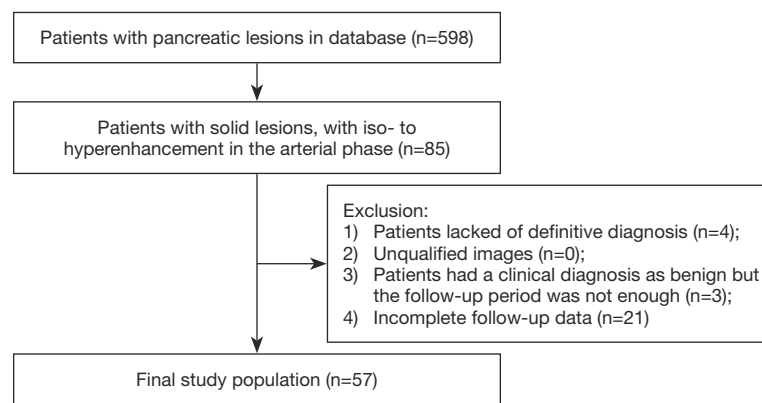 Patients with pancreatic lesions in database (n=598)
Patients with solid lesions, with iso- to
hyperenhancement in the arterial phase (n=85)
Exclusion:
1) Patients lacked of definitive diagnosis (n=4);
2) Unqualified images (n=0);
3) Patients had a clinical diagnosis as benign but
the follow-up period was not enough (n=3);
4) Incomplete follow-up data (n=21)
Final study population (n=57)